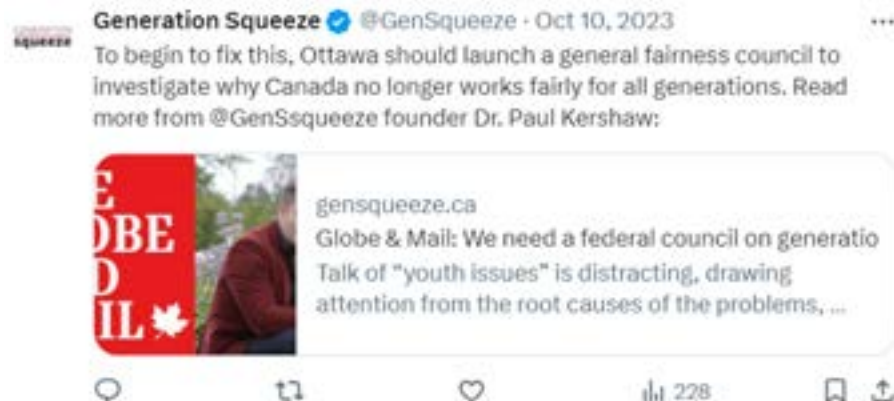 Generation Squeeze @GenSqueeze · Oct 10, 2023
squeeze
To begin to fix this, Ottawa should launch a general fairness council to
investigate why Canada no longer works fairly for all generations. Read
more from @GenSsqueeze founder Dr. Paul Kershaw:
E
OBE
D
IL
gensqueeze.ca
Globe & Mail: We need a federal council on generatio
Talk of “youth issues” is distracting, drawing
attention from the root causes of the problems, ...
228